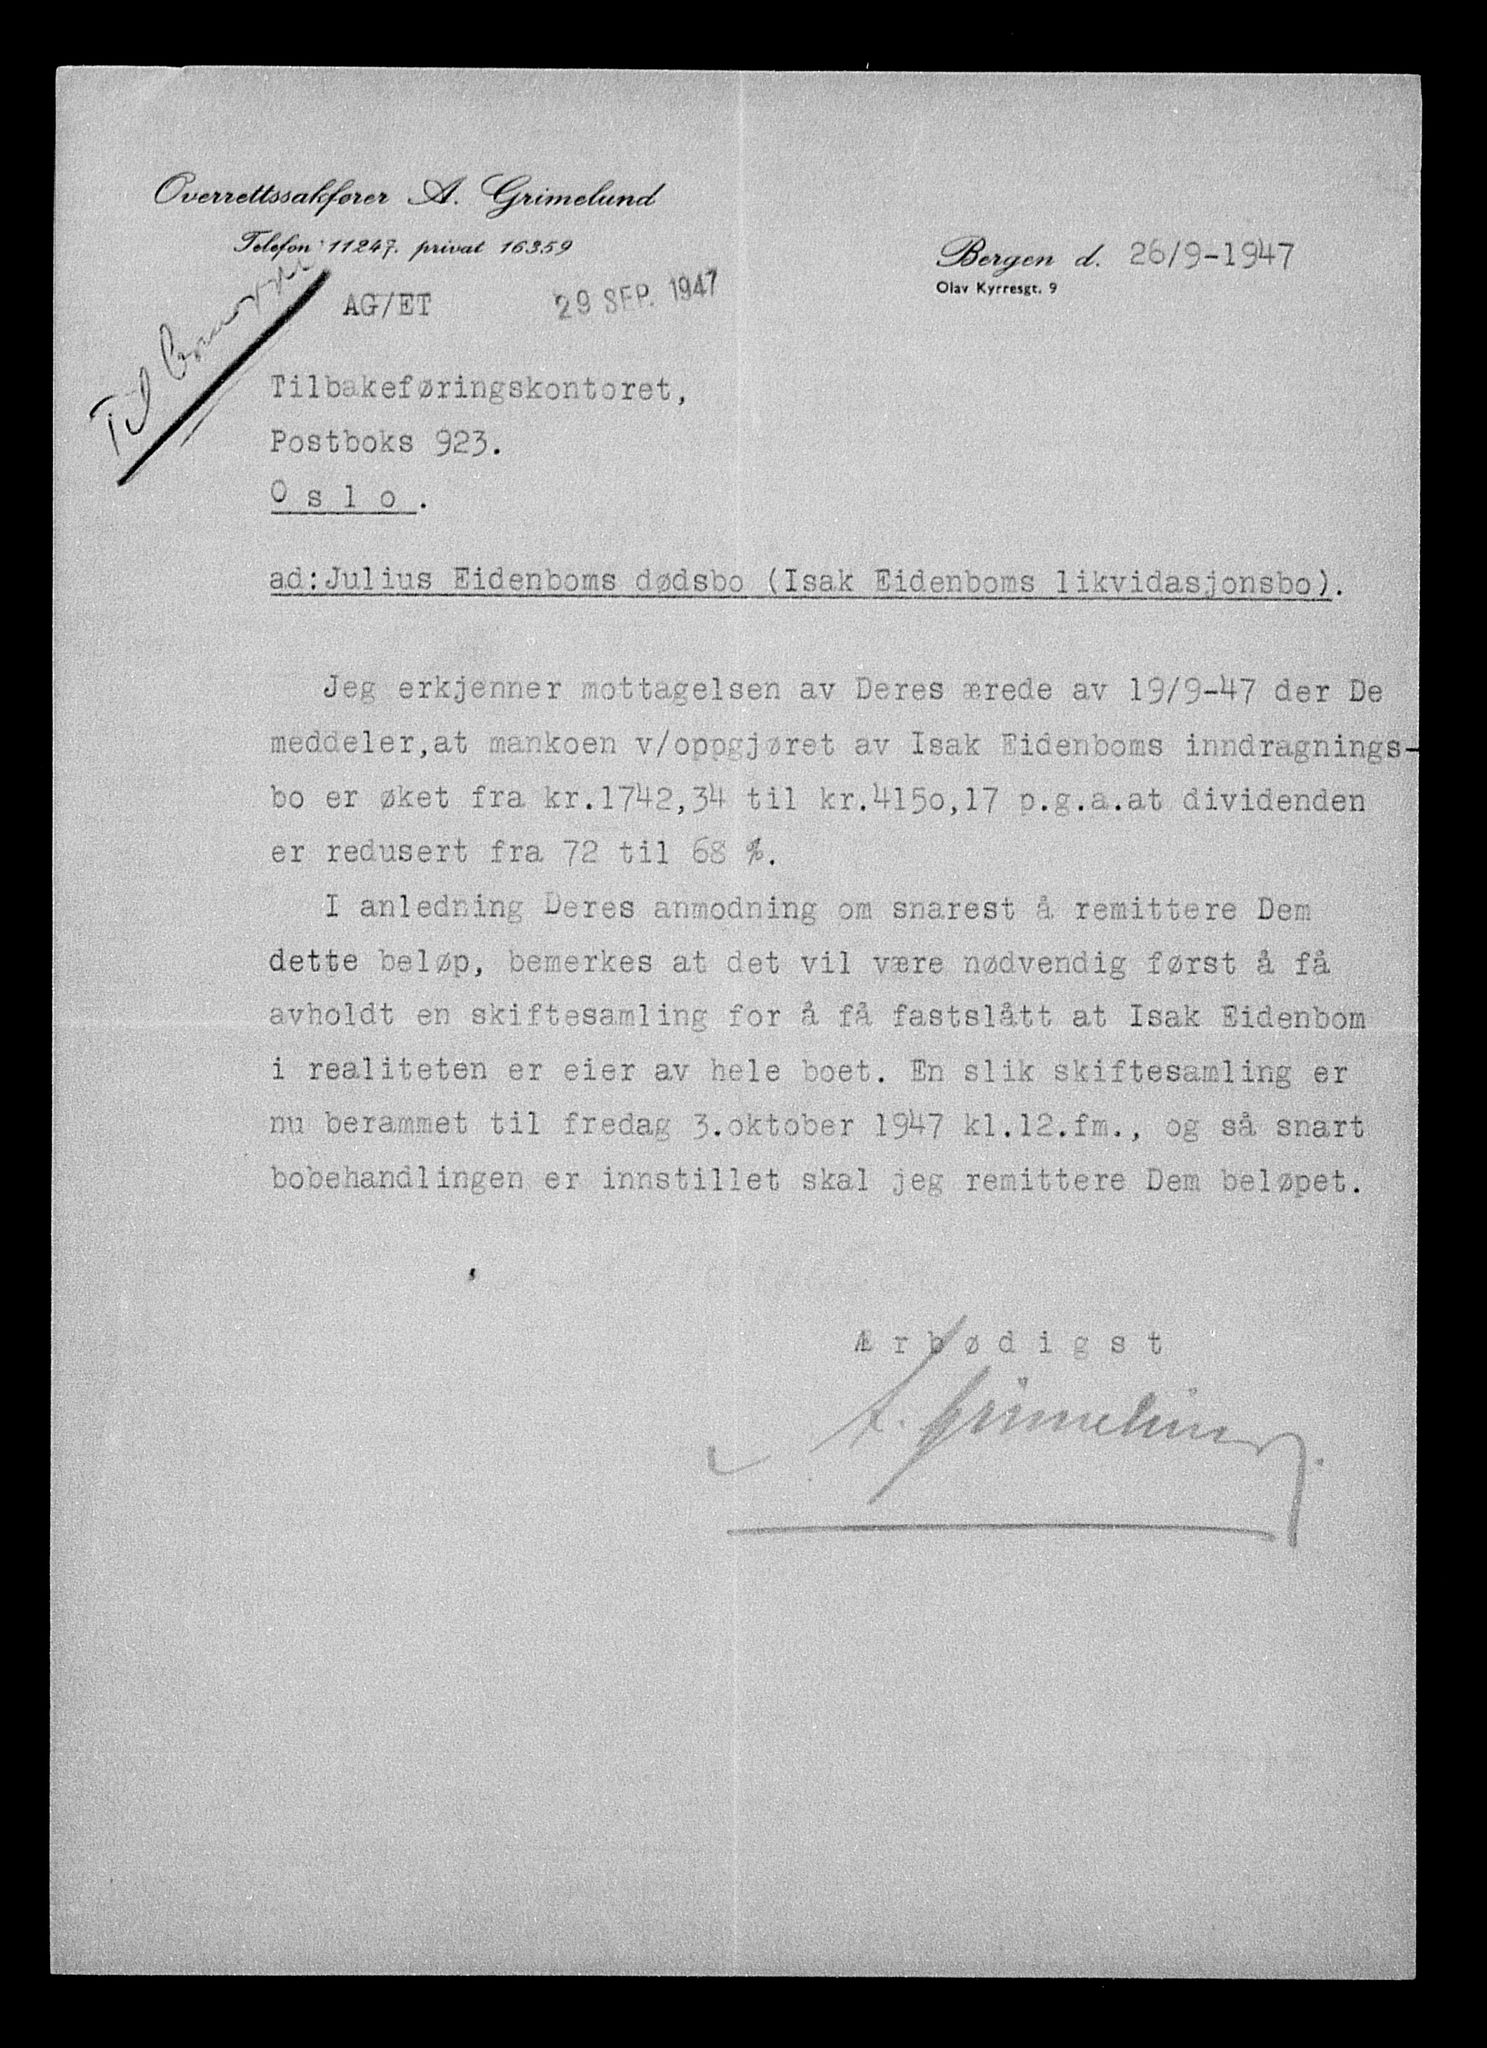 Overrettssakfører A. Grimelund
Telefon 11247. privat 16359
Bergen d. 26/9-1947
Olav Kyrresgt. 9
AG/ET
29 SEP. 1947
Til
Tilbakeføringskontoret,
Postboks 923.
O s l o .
ad:Julius Eidenboms dødsbo (Isak Eidenboms likvidasjonsbo).
Jeg erkjenner mottagelsen av Deres ærede av 19/9-47 der De
meddeler,at mankoen v/oppgjøret av Isak Eidenboms inndragnings-
bo er øket fra kr.1742,34 til kr.415o,17 p.g.a.at dividenden
er redusert fra 72 til 68 %.
I anledning Deres anmodning om snarest å remittere Dem
dette beløp, bemerkes at det vil være nødvendig først å få
avholdt en skiftesamling for å få fastslått at Isak Eidenbom
i realiteten er eier av hele boet. En slik skiftesamling er
nu berammet til fredag 3.oktober 1947 kl.12.fm., og så snart
bobehandlingen er innstillet skal jeg remittere Dem beløpet.
Æ r b ø d i g s t
A. Grimelund.